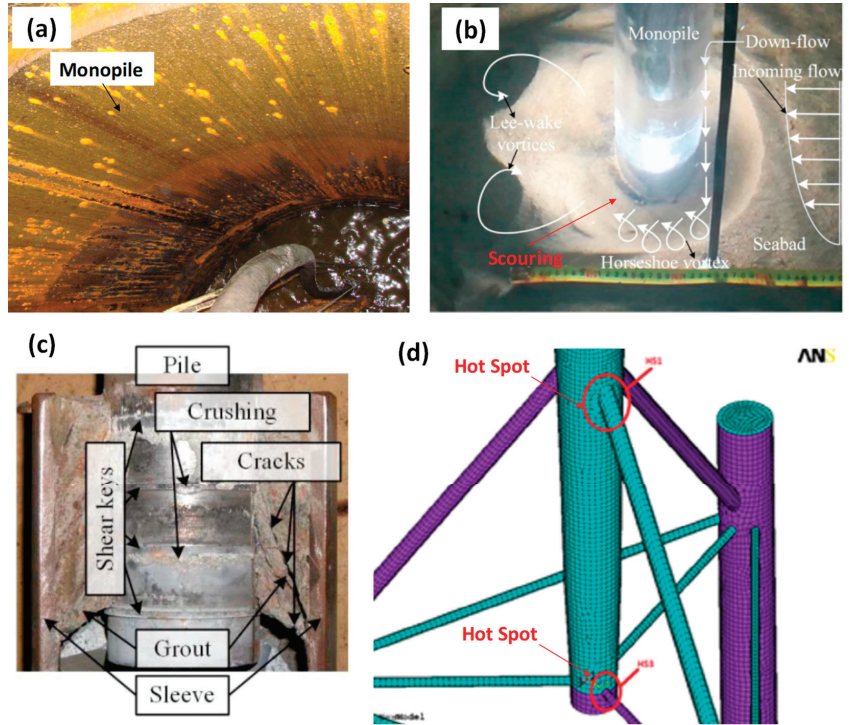 (a)
Monopile
(b)
Monopile
Down-flow
Incoming flow
Lee-wake
vortices
Scouring
Seabad
Horseshoe vortex
(c)
Pile
Crushing
Cracks
Shear keys
Grout
Sleeve
(d)
ANS
Hot Spot
HS1
Hot Spot
HS3